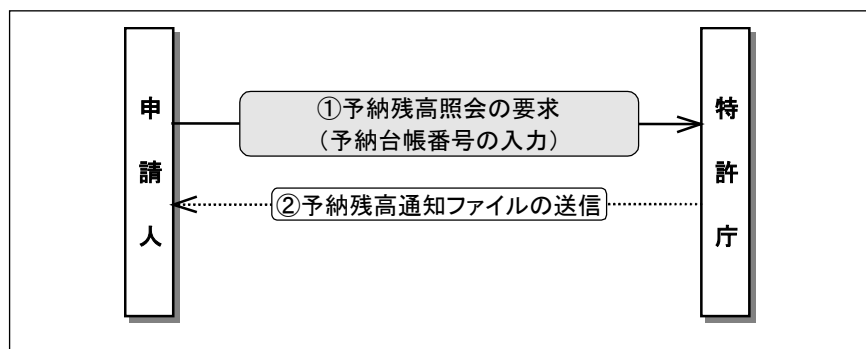 申請人
①予納残高照会の要求
（予納台帳番号の入力）
②予納残高通知ファイルの送信
特許庁